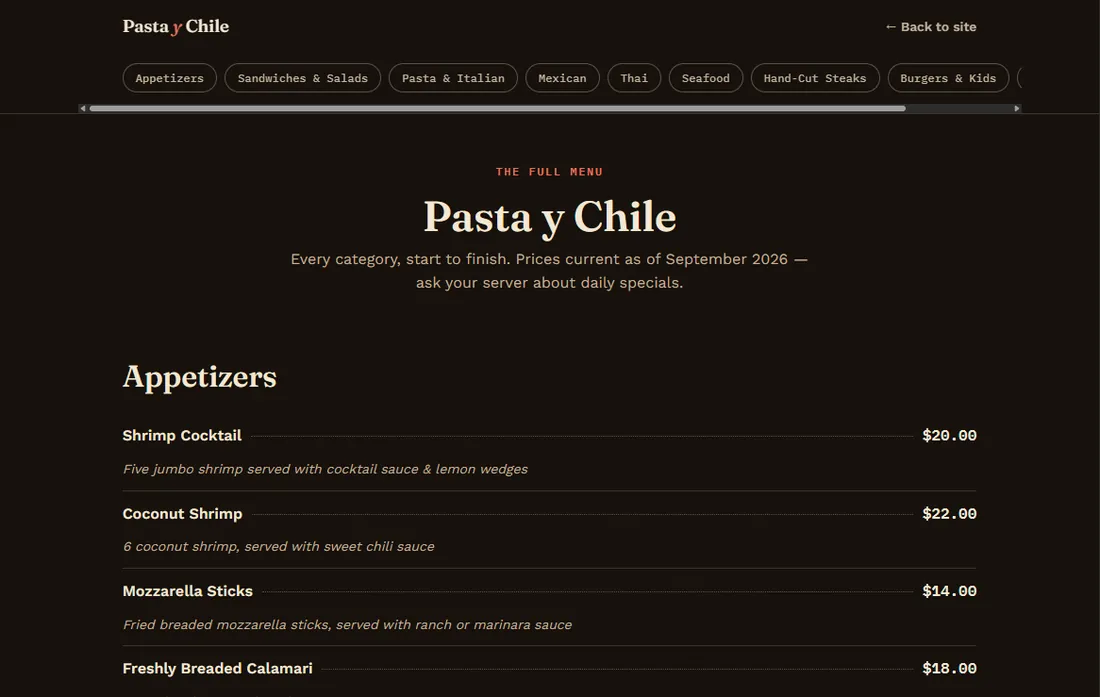 Pasta y Chile
← Back to site
Appetizers
Sandwiches & Salads
Pasta & Italian
Mexican
Thai
Seafood
Hand-Cut Steaks
Burgers & Kids
THE FULL MENU
Pasta y Chile
Every category, start to finish. Prices current as of September 2026 —
ask your server about daily specials.
Appetizers
Shrimp Cocktail $20.00
Five jumbo shrimp served with cocktail sauce & lemon wedges
Coconut Shrimp $22.00
6 coconut shrimp, served with sweet chili sauce
Mozzarella Sticks $14.00
Fried breaded mozzarella sticks, served with ranch or marinara sauce
Freshly Breaded Calamari $18.00